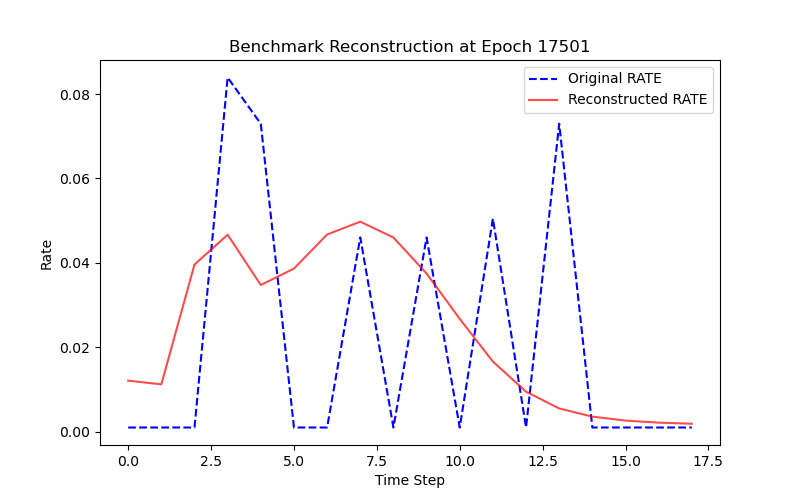 Benchmark Reconstruction at Epoch 17501
Original RATE
Reconstructed RATE
Rate
0.08
0.06
0.04
0.02
0.00
0.0 2.5 5.0 7.5 10.0 12.5 15.0 17.5
Time Step